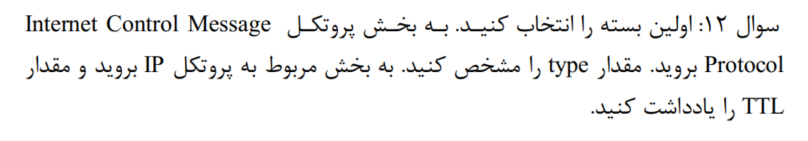 سوال ۱۲: اولین بسته را انتخاب کنید. به بخش پروتکل Internet Control Message
Protocol بروید. مقدار type را مشخص کنید. به بخش مربوط به پروتکل IP بروید و مقدار
TTL را یادداشت کنید.